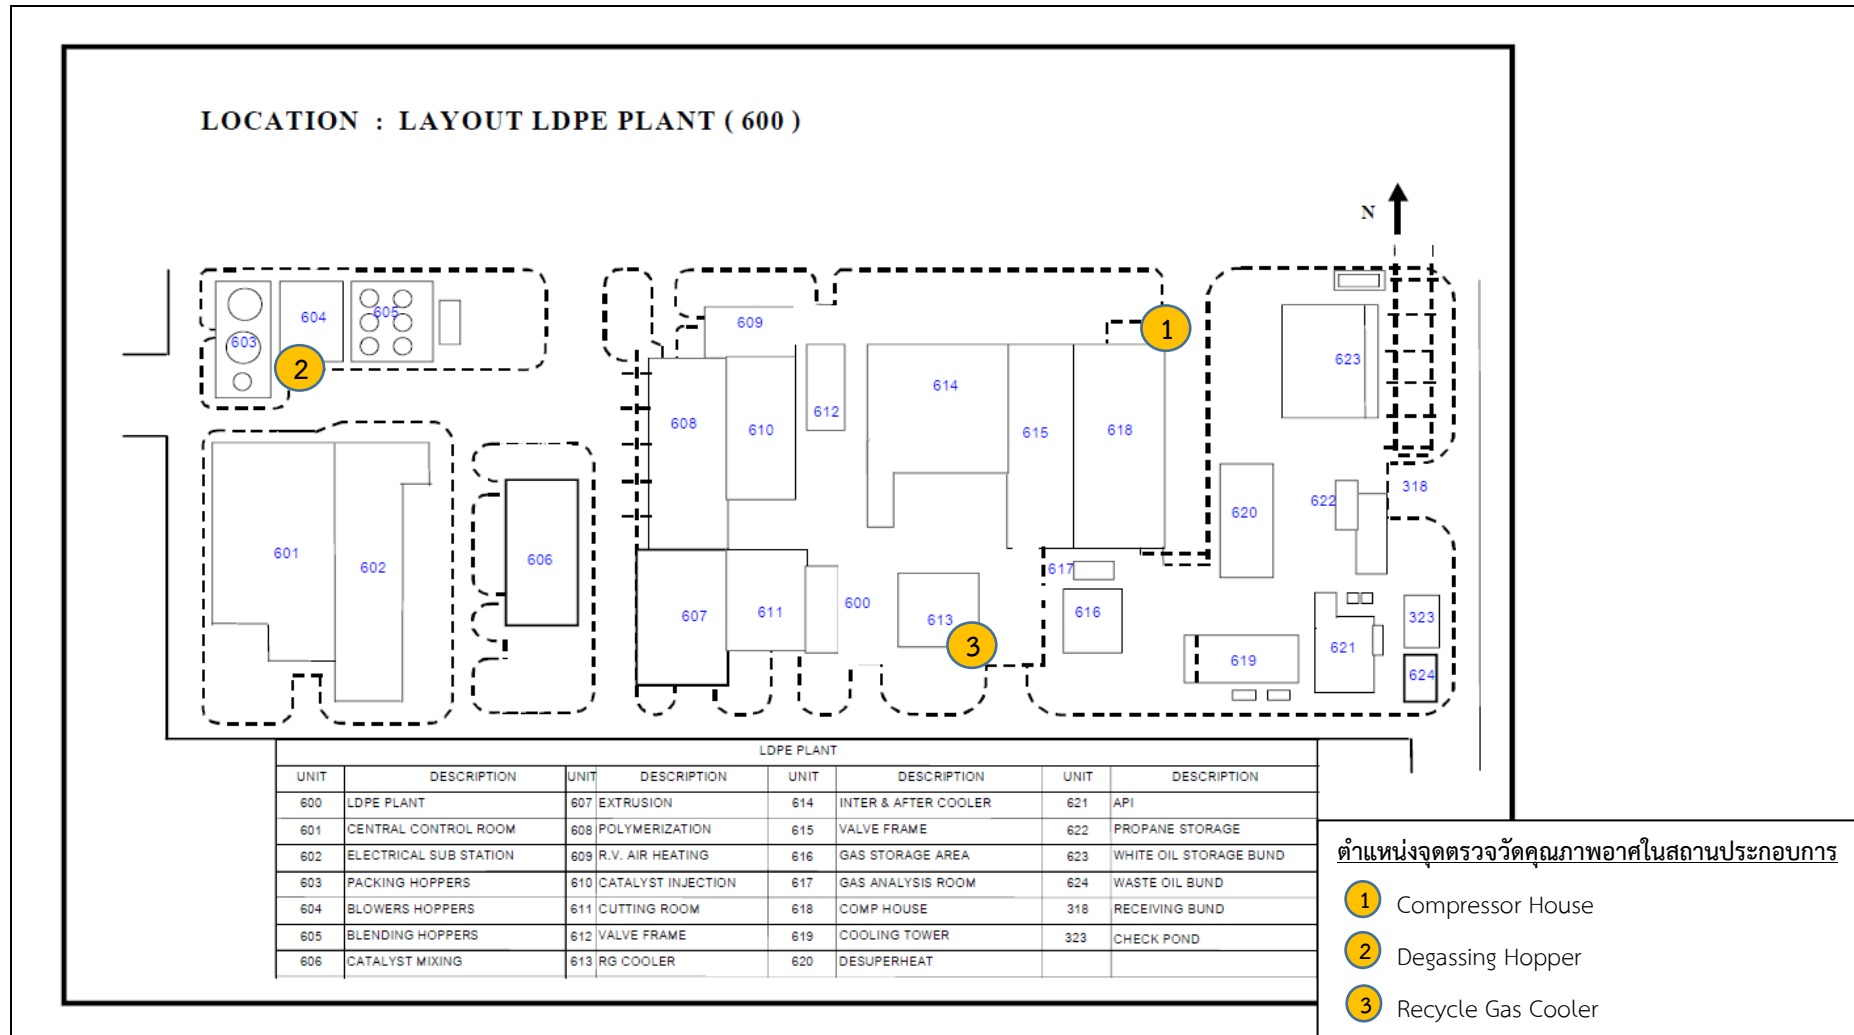 LOCATION : LAYOUT LDPE PLANT ( 600 )
N
603
604
605
2
601
602
606
609
608
610
612
614
615
618
1
607
611
600
613
3
617
616
623
620
622
318
619
621
323
624
LDPE PLANT
UNIT DESCRIPTION UNIT DESCRIPTION UNIT DESCRIPTION UNIT DESCRIPTION
600 LDPE PLANT 607 EXTRUSION 614 INTER & AFTER COOLER 621 API
601 CENTRAL CONTROL ROOM 608 POLYMERIZATION 615 VALVE FRAME 622 PROPANE STORAGE
602 ELECTRICAL SUB STATION 609 R.V. AIR HEATING 616 GAS STORAGE AREA 623 WHITE OIL STORAGE BUND
603 PACKING HOPPERS 610 CATALYST INJECTION 617 GAS ANALYSIS ROOM 624 WASTE OIL BUND
604 BLOWERS HOPPERS 611 CUTTING ROOM 618 COMP HOUSE 318 RECEIVING BUND
605 BLENDING HOPPERS 612 VALVE FRAME 619 COOLING TOWER 323 CHECK POND
606 CATALYST MIXING 613 RG COOLER 620 DESUPERHEAT
ตำแหน่งจุดตรวจวัดคุณภาพอาศในสถานประกอบการ
1 Compressor House
2 Degassing Hopper
3 Recycle Gas Cooler